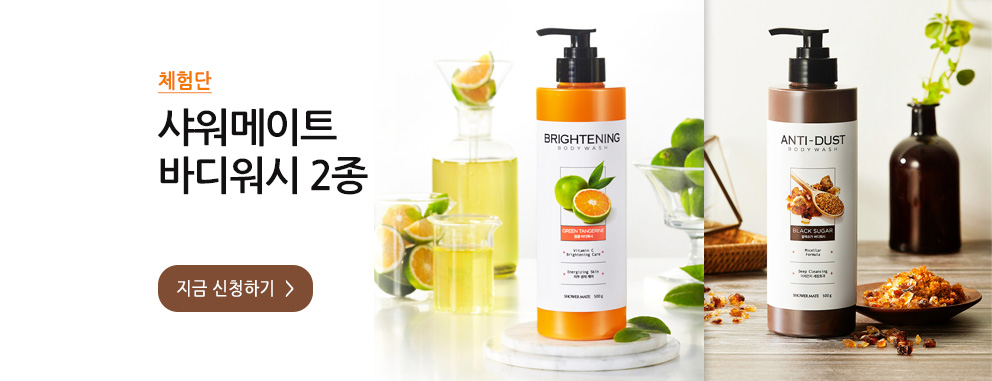 체험단
샤워메이트
바디워시 2종
지금 신청하기 >
BRIGHTENING
BODY WASH
GREEN TANGERINE
Vitamin C
Brightening Care
Energizing Skin
SHOWER MATE 500 g
ANTI-DUST
BODY WASH
BLACK SUGAR
Micellar
Formula
Deep Cleansing
SHOWER MATE 500 g